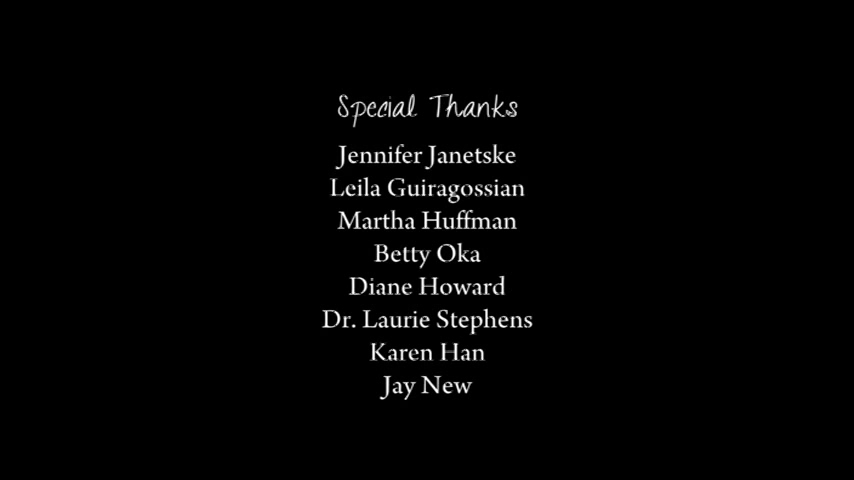 Special Thanks
Jennifer Janetske
Leila Guiragossian
Martha Huffman
Betty Oka
Diane Howard
Dr. Laurie Stephens
Karen Han
Jay New